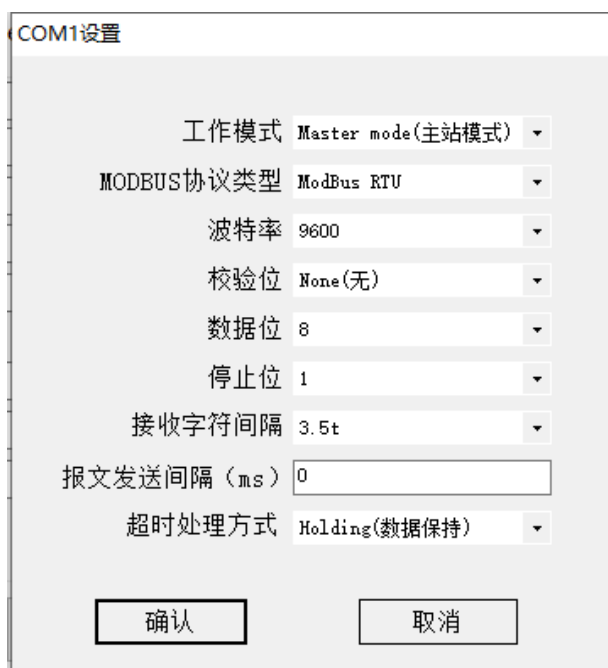 COM1设置
工作模式 Master mode(主站模式)
MODBUS协议类型 ModBus RTU
波特率 9600
校验位 None(无)
数据位 8
停止位 1
接收字符间隔 3.5t
报文发送间隔（ms） 0
超时处理方式 Holding(数据保持)
确认 取消